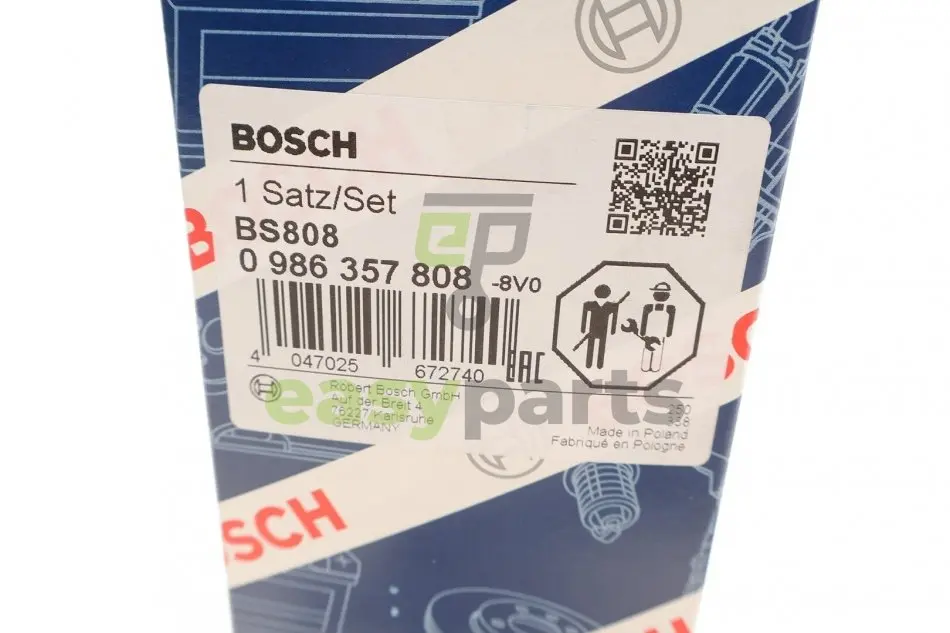 BOSCH
1 Satz/Set
BS808
0 986 357 808 -8V0
4 047025 672740 EAC
Robert Bosch GmbH
Auf der Breit 4
76227/Karlsruhe
GERMANY
Made in Poland
Fabriqué en Pologne
easyparts
BOSCH